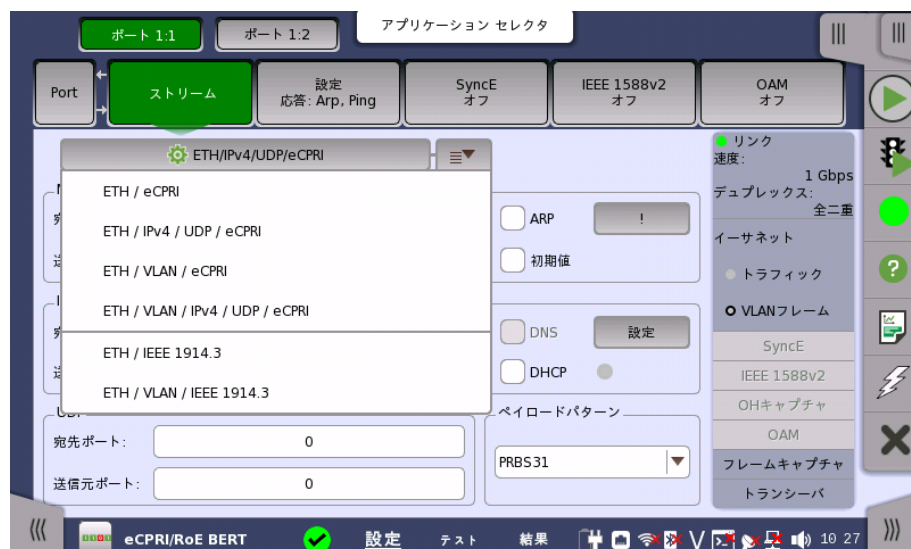 アプリケーション セレクタ
ポート 1:1
ポート 1:2
Port
ストリーム
設定
応答: Arp, Ping
SyncE
オフ
IEEE 1588v2
オフ
OAM
オフ
ETH/IPv4/UDP/eCPRI
ETH / eCPRI
ETH / IPv4 / UDP / eCPRI
ETH / VLAN / eCPRI
ETH / VLAN / IPv4 / UDP / eCPRI
ETH / IEEE 1914.3
ETH / VLAN / IEEE 1914.3
ARP
!
初期値
DNS
設定
DHCP
UDP
宛先ポート:
0
送信元ポート:
0
ペイロードパターン
PRBS31
リンク
速度:
1 Gbps
デュプレックス:
全二重
イーサネット
トラフィック
VLANフレーム
SyncE
IEEE 1588v2
OHキャプチャ
OAM
フレームキャプチャ
トランシーバ
eCPRI/RoE BERT
設定
テスト
結果
10 27